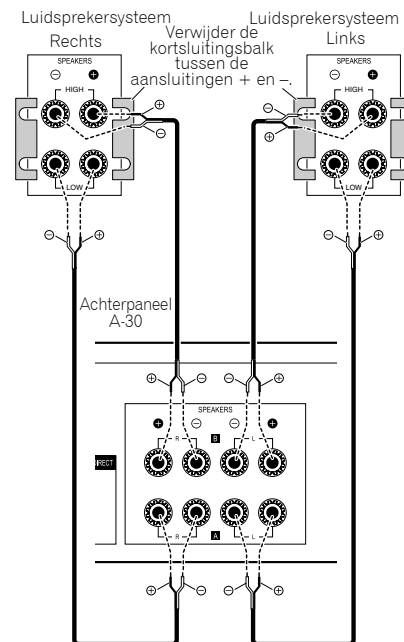 Luidsprekersysteem
Rechts
Verwijder de
kortsluitingsbalk
tussen de
aansluitingen + en –.
Luidsprekersysteem
Links
SPEAKERS
⊖ ⊕
HIGH
LOW
⊕
⊖
⊖ ⊕
SPEAKERS
⊖ ⊕
HIGH
LOW
⊖
⊕
⊖ ⊕
Achterpaneel
A-30
⊕ ⊖ ⊖ ⊕
SPEAKERS
⊕ ⊖ ⊖ ⊕
R B L
DIRECT
R A L
⊕ ⊖ ⊖ ⊕